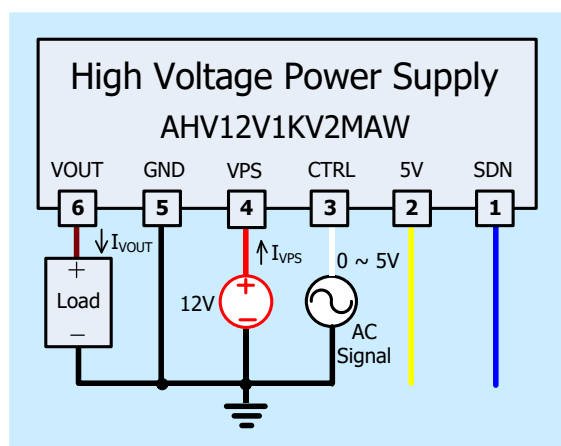 High Voltage Power Supply
AHV12V1KV2MAW
VOUT GND VPS CTRL 5V SDN
6 5 4 3 2 1
IVOUT IVPS 0 ~ 5V
+ +
Load 12V
− −
AC
Signal